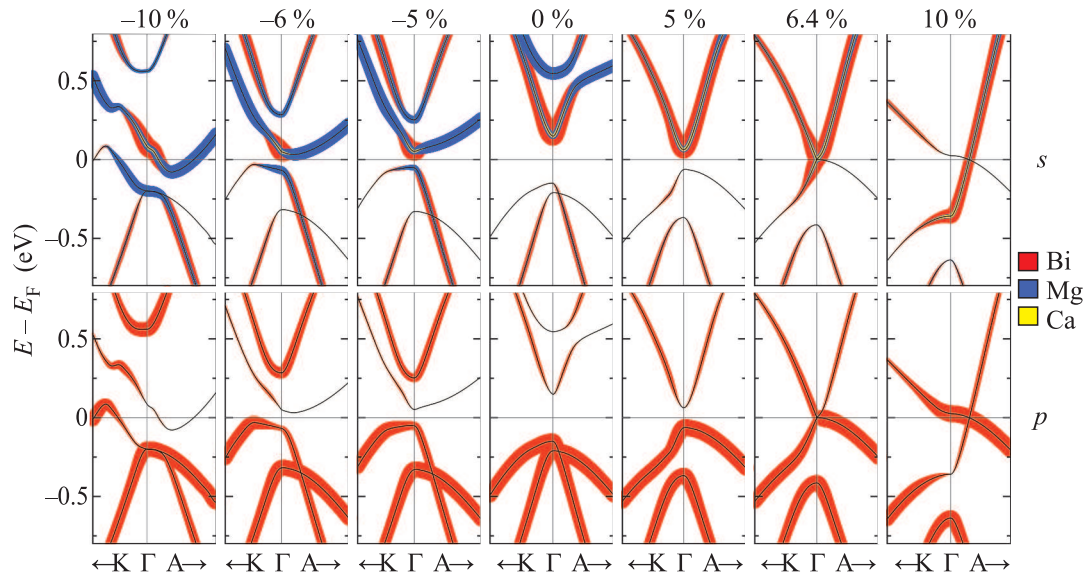 –10 % –6 % –5 % 0 % 5 % 6.4 % 10 %
0.5
0
–0.5
s
E – E_F (eV)
Bi
Mg
Ca
0.5
0
–0.5
p
←K Γ A→ ←K Γ A→ ←K Γ A→ ←K Γ A→ ←K Γ A→ ←K Γ A→ ←K Γ A→